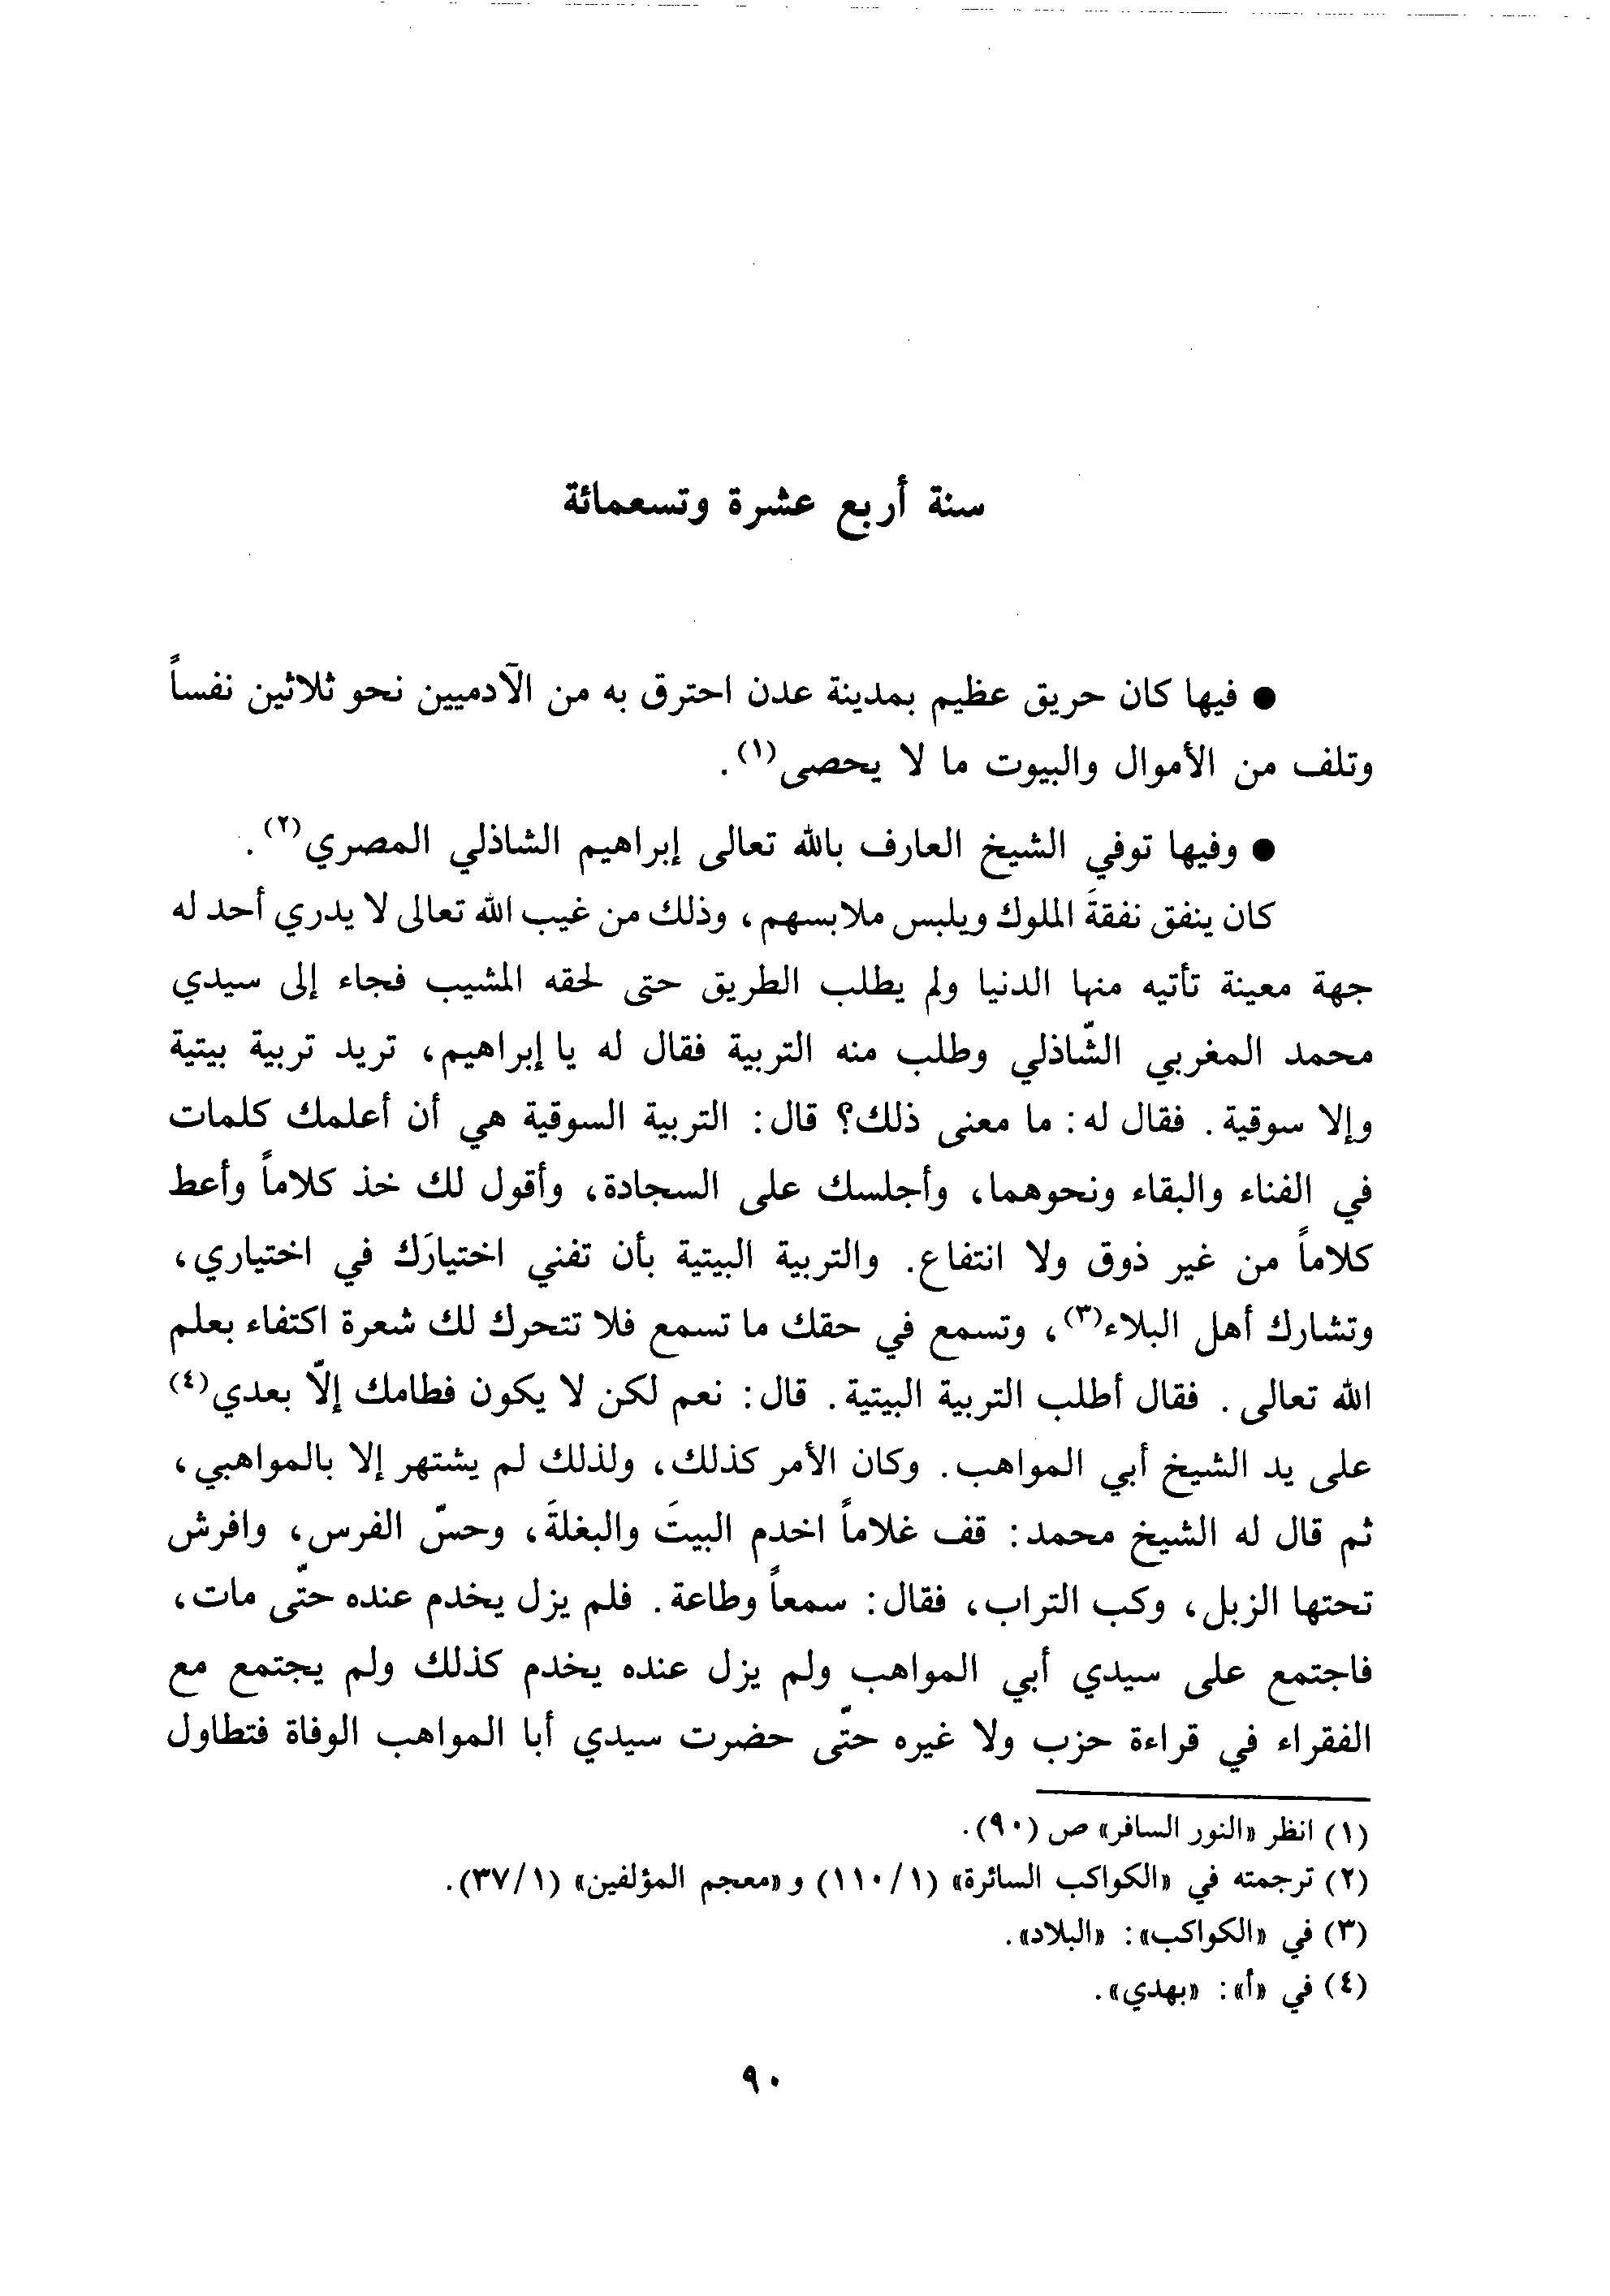 سنة أربع عشرة وتسعمائة
● فيها كان حريق عظيم بمدينة عدن احترق به من الآدميين نحو ثلاثين نفساً
وتلف من الأموال والبيوت ما لا يحصى(١).
● وفيها توفي الشيخ العارف بالله تعالى إبراهيم الشاذلي المصري(٢).
كان ينفق نفقةَ الملوك ويلبس ملابسهم، وذلك من غيب الله تعالى لا يدري أحد له
جهة معينة تأتيه منها الدنيا ولم يطلب الطريق حتى لحقه المشيب فجاء إلى سيدي
محمد المغربي الشّاذلي وطلب منه التربية فقال له يا إبراهيم، تريد تربية بيتية
وإلا سوقية. فقال له: ما معنى ذلك؟ قال: التربية السوقية هي أن أعلمك كلمات
في الفناء والبقاء ونحوهما، وأجلسك على السجادة، وأقول لك خذ كلاماً وأعط
كلاماً من غير ذوق ولا انتفاع. والتربية البيتية بأن تفني اختيارَك في اختياري،
وتشارك أهل البلاء(٣)، وتسمع في حقك ما تسمع فلا تتحرك لك شعرة اكتفاء بعلم
الله تعالى. فقال أطلب التربية البيتية. قال: نعم لكن لا يكون فطامك إلّا بعدي(٤)
على يد الشيخ أبي المواهب. وكان الأمر كذلك، ولذلك لم يشتهر إلا بالمواهبي،
ثم قال له الشيخ محمد: قف غلاماً اخدم البيتَ والبغلةَ، وحسّ الفرس، وافرش
تحتها الزبل، وكب التراب، فقال: سمعاً وطاعة. فلم يزل يخدم عنده حتّى مات،
فاجتمع على سيدي أبي المواهب ولم يزل عنده يخدم كذلك ولم يجتمع مع
الفقراء في قراءة حزب ولا غيره حتّى حضرت سيدي أبا المواهب الوفاة فتطاول
(١) انظر «النور السافر» ص (٩٠).
(٢) ترجمته في «الكواكب السائرة» (١/ ١١٠) و «معجم المؤلفين» (١/ ٣٧).
(٣) في «الكواكب»: «البلاد».
(٤) في «أ»: «بهدي».
٩٠